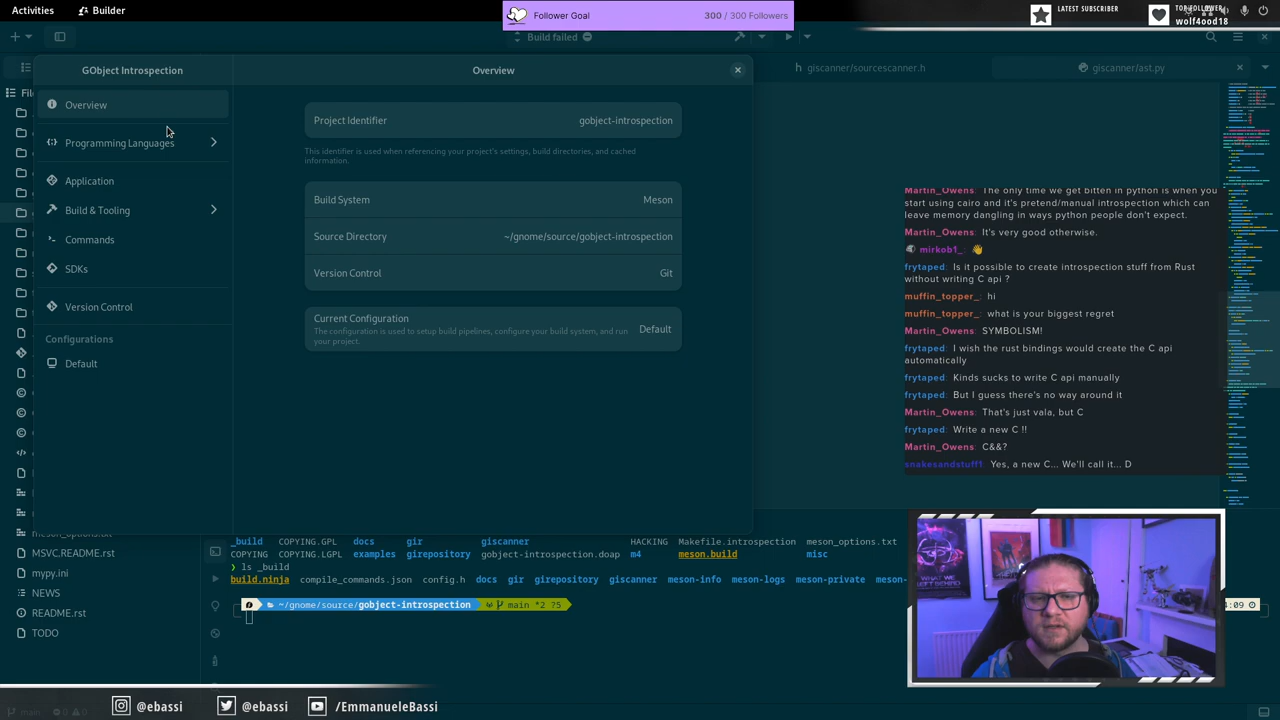 Activities
Builder
Follower Goal
300 / 300 Followers
LATEST SUBSCRIBER
TOP FOLLOWER
wolf4ood18
Build failed
GObject Introspection
Overview
giscanner/sourcescanner.h
giscanner/ast.py
Overview
Programming Languages
Application
Build & Tooling
Commands
SDKs
Version Control
Configurations
Default
Project Identifier
gobject-introspection
This identifier is used when referencing your project's settings, build directories, and cached
information.
Build System
Meson
Source Directory
~/gnome/source/gobject-introspection
Version Control
Git
Current Configuration
The configuration is used to setup build pipelines, configure your build system, and run
your project.
Default
Martin_Owens: The only time we get bitten in python is when you
start using cairo and it's pretend/manual introspection which can
leave memory dangling in ways python people don't expect.
Martin_Owens: It's very good otherwise.
mirkob1_: 👋
frytaped: Is it possible to create introspection stuff from Rust
without writing C api ?
muffin_topper_: hi
muffin_topper_: what is your biggest regret
Martin_Owens: SYMBOLISM!
frytaped: I wish the rust bindings would create the C api
automatically
frytaped: Kinds sucks to write C api manually
frytaped: But I guess there's no way around it
Martin_Owens: That's just vala, but C
frytaped: Write a new C !!
Martin_Owens: C&&?
snakesandstuff1: Yes, a new C... We'll call it... D
MSVC.README.rst
mypy.ini
NEWS
README.rst
TODO
_build COPYING.GPL docs giscanner HACKING Makefile.introspection meson_options.txt
COPYING COPYING.LGPL examples girepository gobject-introspection.doap m4 meson.build misc
❯ ls _build
build.ninja compile_commands.json config.h docs gir girepository giscanner meson-info meson-logs meson-private meson-
~/gnome/source/gobject-introspection main *2 ?5
WHAT WE LEFT BEHIND
@ebassi
@ebassi
/EmmanueleBassi
main